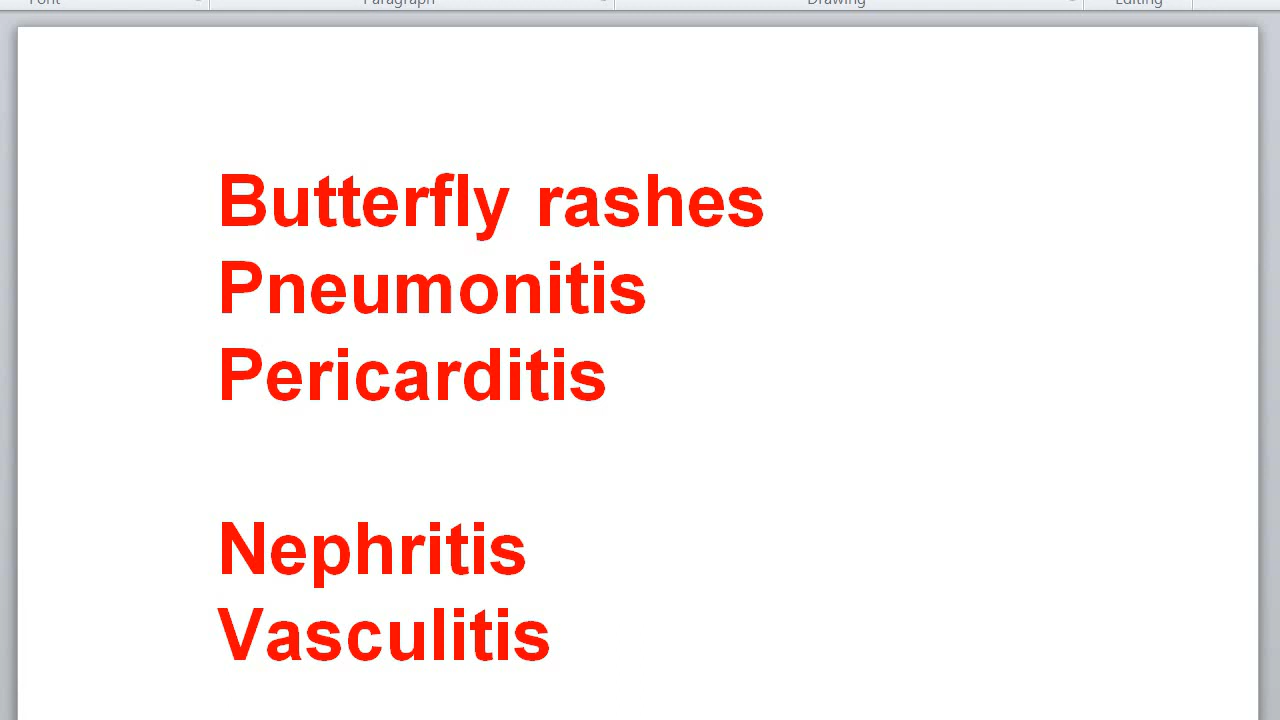 Font Paragraph Drawing Editing
Butterfly rashes
Pneumonitis
Pericarditis
Nephritis
Vasculitis